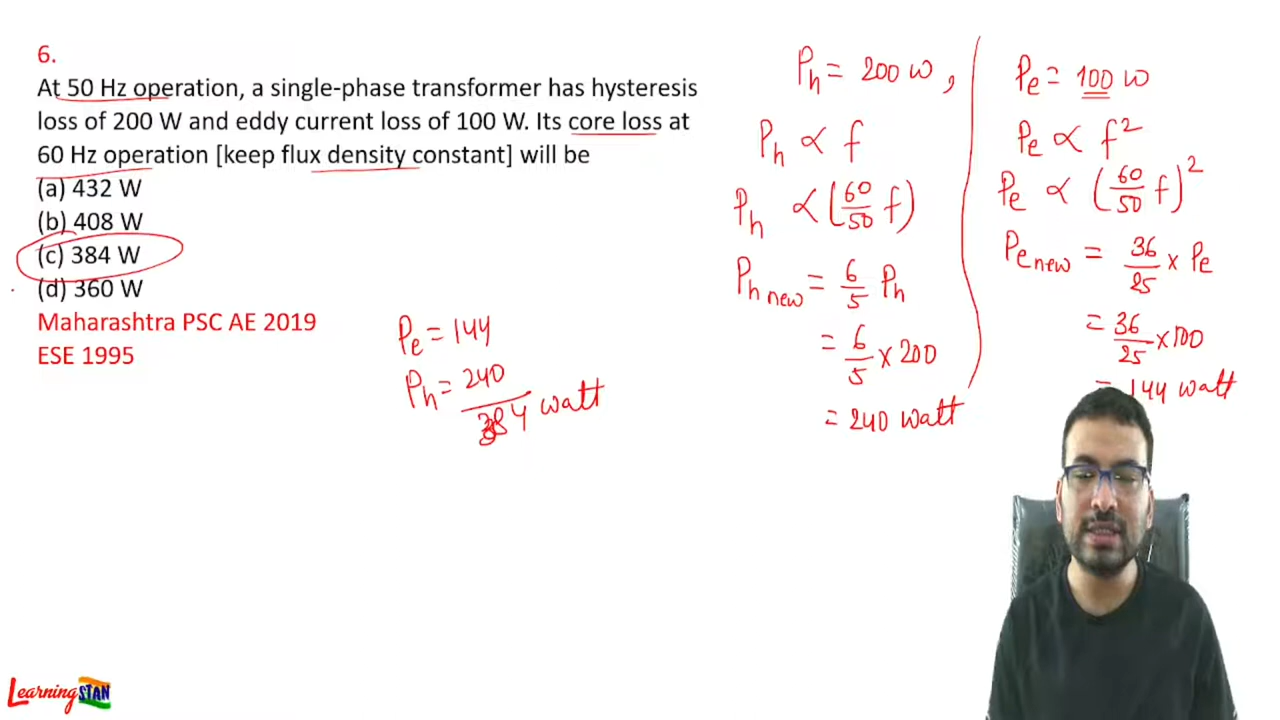 6.
At 50 Hz operation, a single-phase transformer has hysteresis
loss of 200 W and eddy current loss of 100 W. Its core loss at
60 Hz operation [keep flux density constant] will be
(a) 432 W
(b) 408 W
(c) 384 W
(d) 360 W
Maharashtra PSC AE 2019
ESE 1995
Pe = 144
Ph = 240
384 watt
Ph = 200 W,
Ph ∝ f
Ph ∝ (60/50 f)
Ph new = 6/5 Ph
= 6/5 × 200
= 240 watt
Pe = 100 W
Pe ∝ f²
Pe ∝ (60/50 f)²
Pe new = 36/25 × Pe
= 36/25 × 100
= 144 watt
Learning STAN